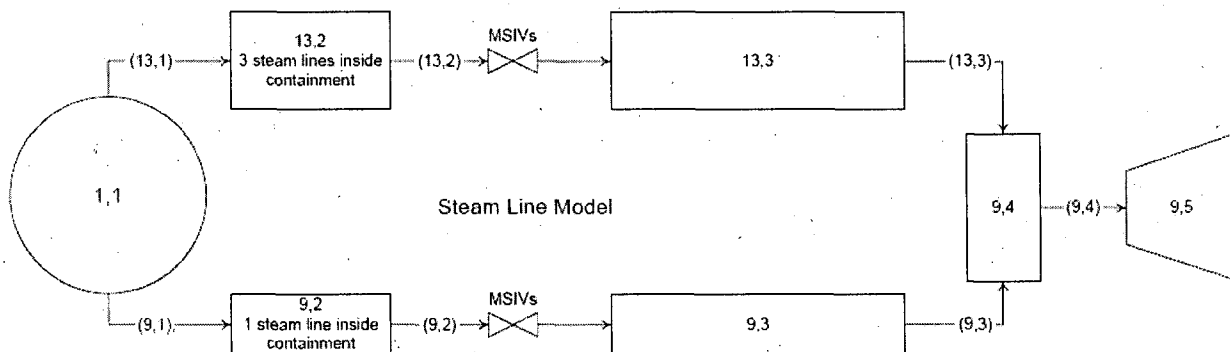 13,2
3 steam lines inside
containment
(13,1)
(13,2)
MSIVs
13,3
(13,3)
1,1
Steam Line Model
9,4
(9,4)
9,5
9,2
1 steam line inside
containment
(9,1)
(9,2)
MSIVs
9,3
(9,3)